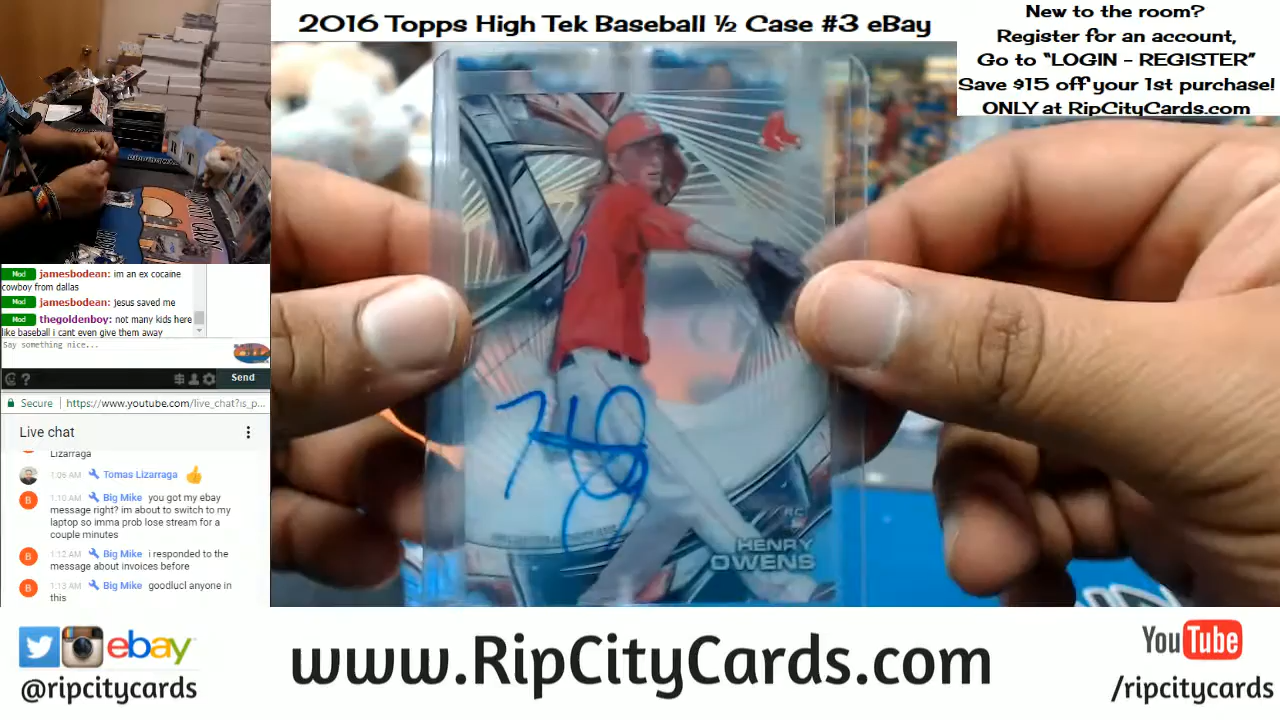 2016 Topps High Tek Baseball ½ Case #3 eBay
New to the room?
Register for an account,
Go to “LOGIN - REGISTER”
Save $15 off your 1st purchase!
ONLY at RipCityCards.com
Mod jamesbodean: im an ex cocaine
cowboy from dallas
Mod jamesbodean: jesus saved me
Mod thegoldenboy: not many kids here
like baseball i cant even give them away
Say something nice...
Send
Secure https://www.youtube.com/live_chat?is_p...
Live chat
Lizarraga
1:06 AM Tomas Lizarraga
B 1:10 AM Big Mike you got my ebay
message right? im about to switch to my
laptop so imma prob lose stream for a
couple minutes
B 1:12 AM Big Mike i responded to the
message about invoices before
B 1:13 AM Big Mike goodlucl anyone in
this
RC
HENRY
OWENS
ebay
@ripcitycards
www.RipCityCards.com
YouTube
/ripcitycards